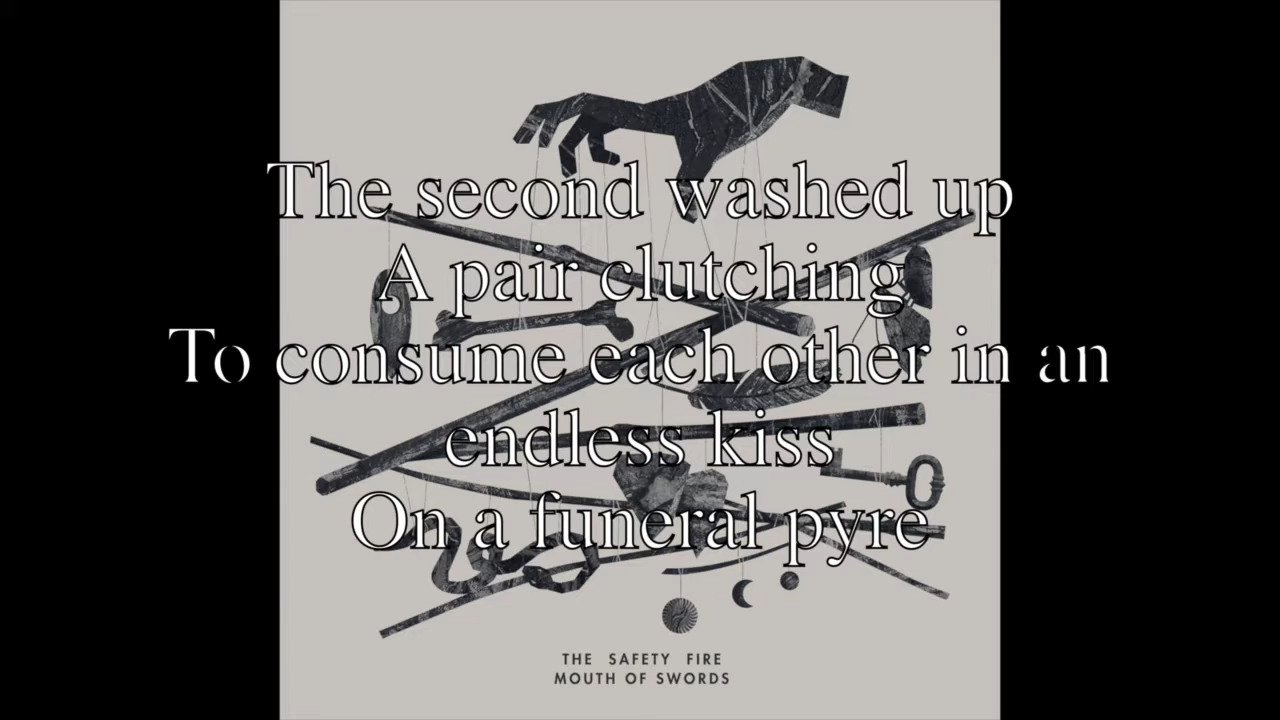 The second washed up
A pair clutching
To consume each other in an
endless kiss
On a funeral pyre
THE SAFETY FIRE
MOUTH OF SWORDS